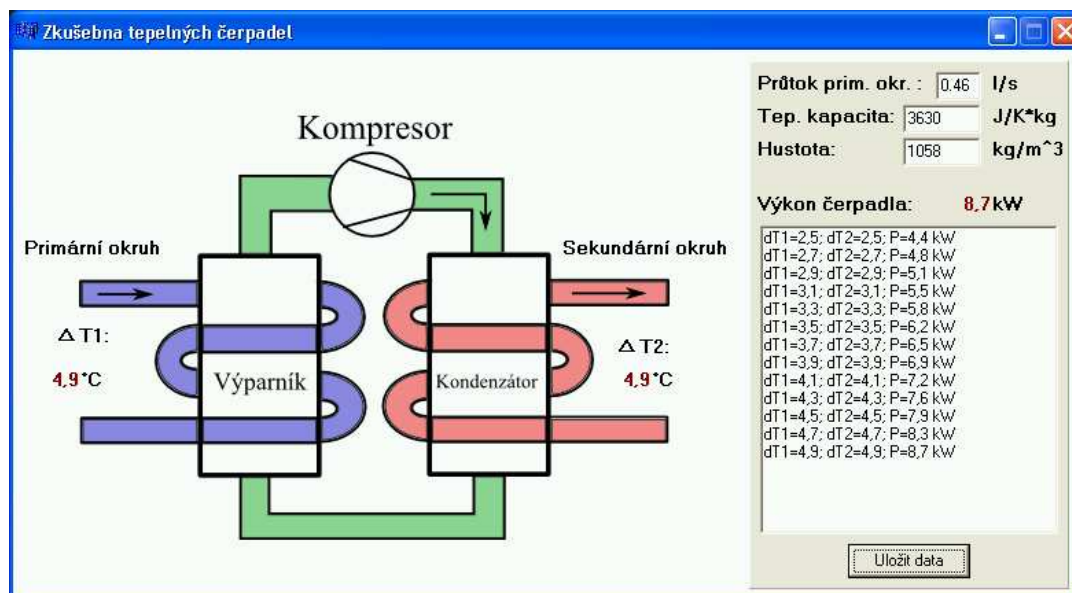 Zkušebna tepelných čerpadel
Kompresor
Primární okruh
Sekundární okruh
Δ T1:
4,9°C
Výparník
Kondenzátor
Δ T2:
4,9°C
Průtok prim. okr. : 0.46 l/s
Tep. kapacita: 3630 J/K*kg
Hustota: 1058 kg/m^3
Výkon čerpadla: 8,7kW
dT1=2,5; dT2=2,5; P=4,4 kW
dT1=2,7; dT2=2,7; P=4,8 kW
dT1=2,9; dT2=2,9; P=5,1 kW
dT1=3,1; dT2=3,1; P=5,5 kW
dT1=3,3; dT2=3,3; P=5,8 kW
dT1=3,5; dT2=3,5; P=6,2 kW
dT1=3,7; dT2=3,7; P=6,5 kW
dT1=3,9; dT2=3,9; P=6,9 kW
dT1=4,1; dT2=4,1; P=7,2 kW
dT1=4,3; dT2=4,3; P=7,6 kW
dT1=4,5; dT2=4,5; P=7,9 kW
dT1=4,7; dT2=4,7; P=8,3 kW
dT1=4,9; dT2=4,9; P=8,7 kW
Uložit data